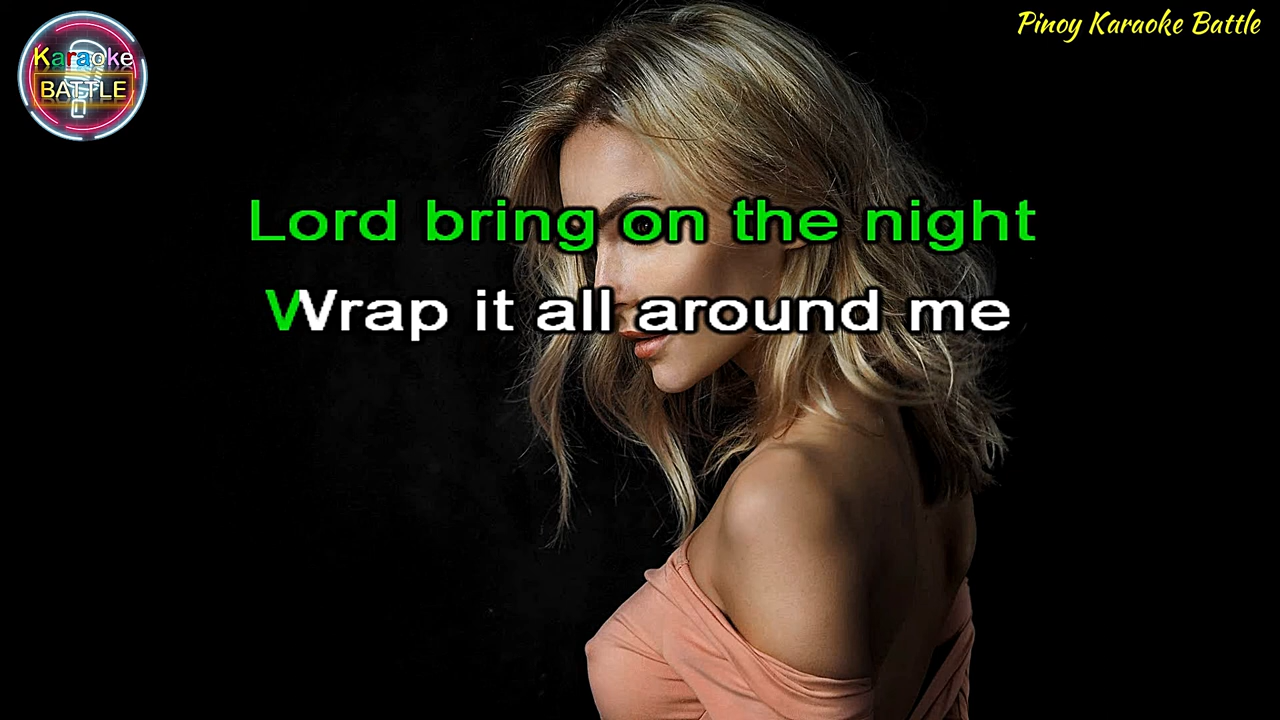 Karaoke
BATTLE
Pinoy Karaoke Battle
Lord bring on the night
Wrap it all around me